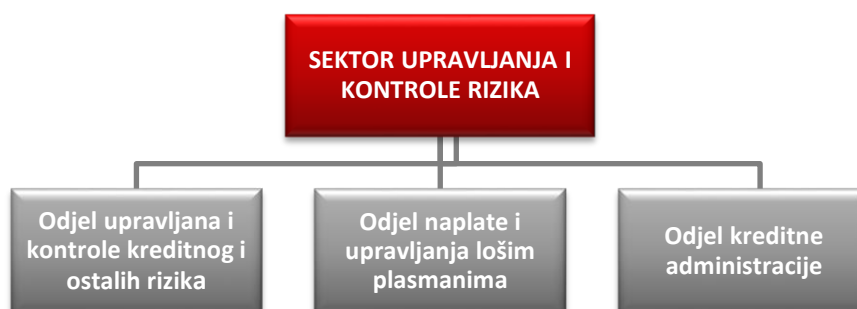 SEKTOR UPRAVLJANJA I
KONTROLE RIZIKA
Odjel upravljana i
kontrole kreditnog i
ostalih rizika
Odjel naplate i
upravljanja lošim
plasmanima
Odjel kreditne
administracije